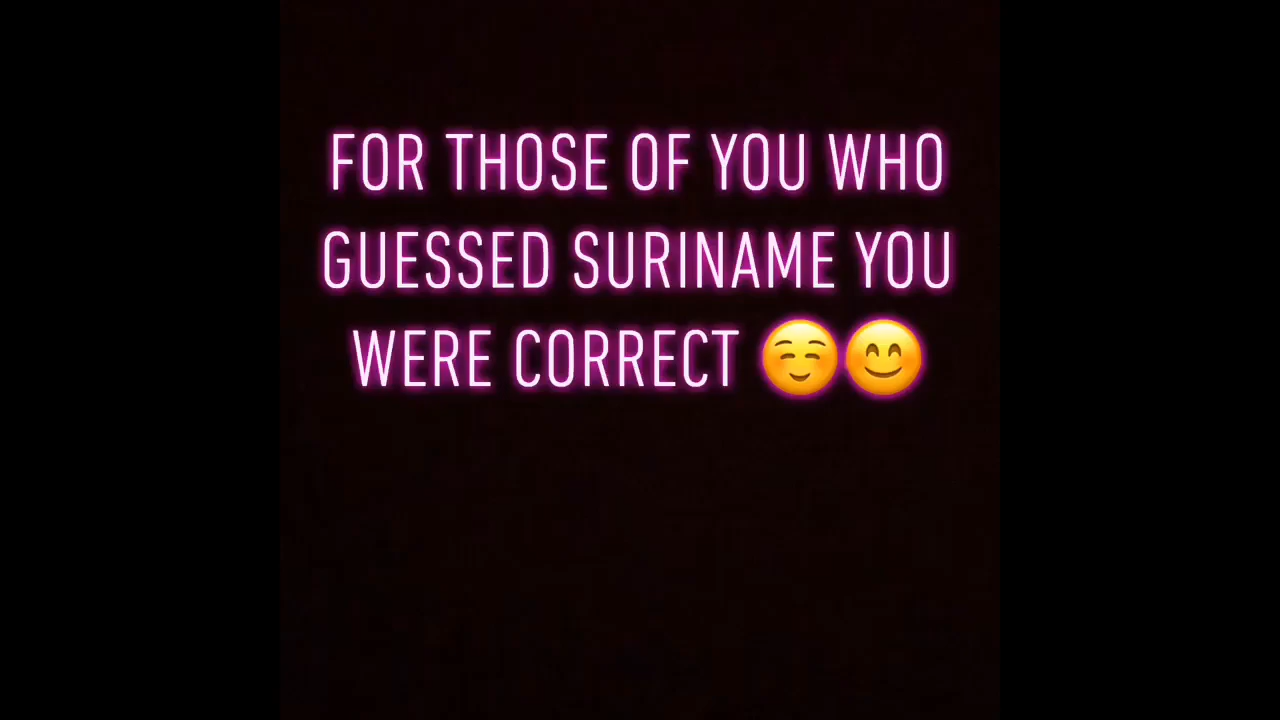 FOR THOSE OF YOU WHO
GUESSED SURINAME YOU
WERE CORRECT ☺️😊